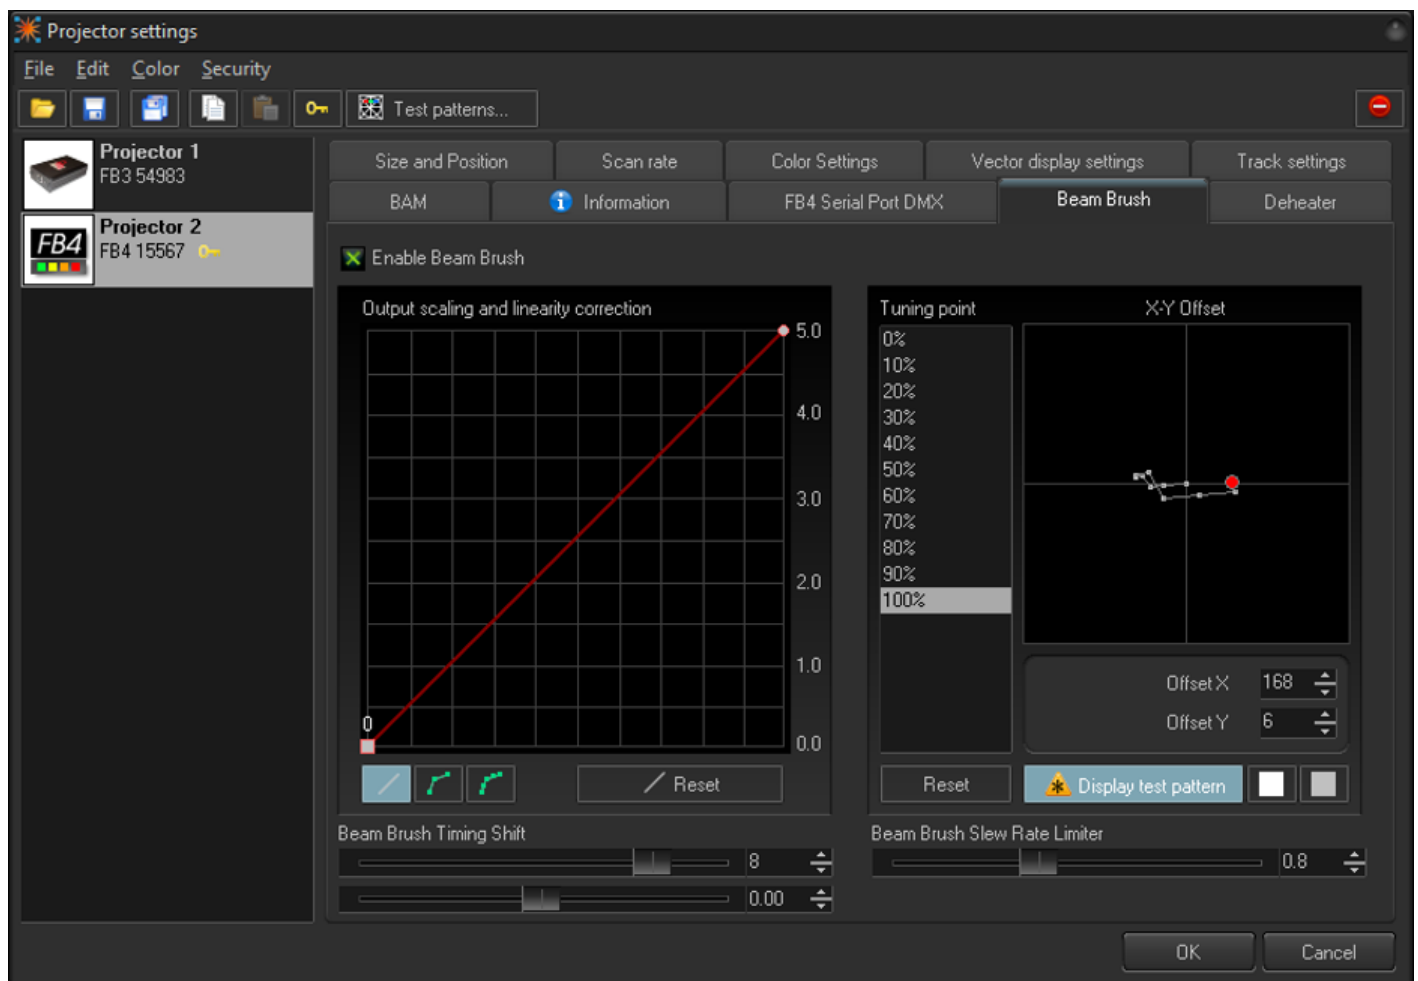 Projector settings
File Edit Color Security
Test patterns...
Projector 1
FB3 54983
FB4
Projector 2
FB4 15567
Size and Position Scan rate Color Settings Vector display settings Track settings
BAM Information FB4 Serial Port DMX Beam Brush Deheater
Enable Beam Brush
Output scaling and linearity correction
5.0
4.0
3.0
2.0
1.0
0
0.0
Reset
Tuning point X-Y Offset
0%
10%
20%
30%
40%
50%
60%
70%
80%
90%
100%
Offset X 168
Offset Y 6
Reset Display test pattern
Beam Brush Timing Shift
8
0.00
Beam Brush Slew Rate Limiter
0.8
OK Cancel